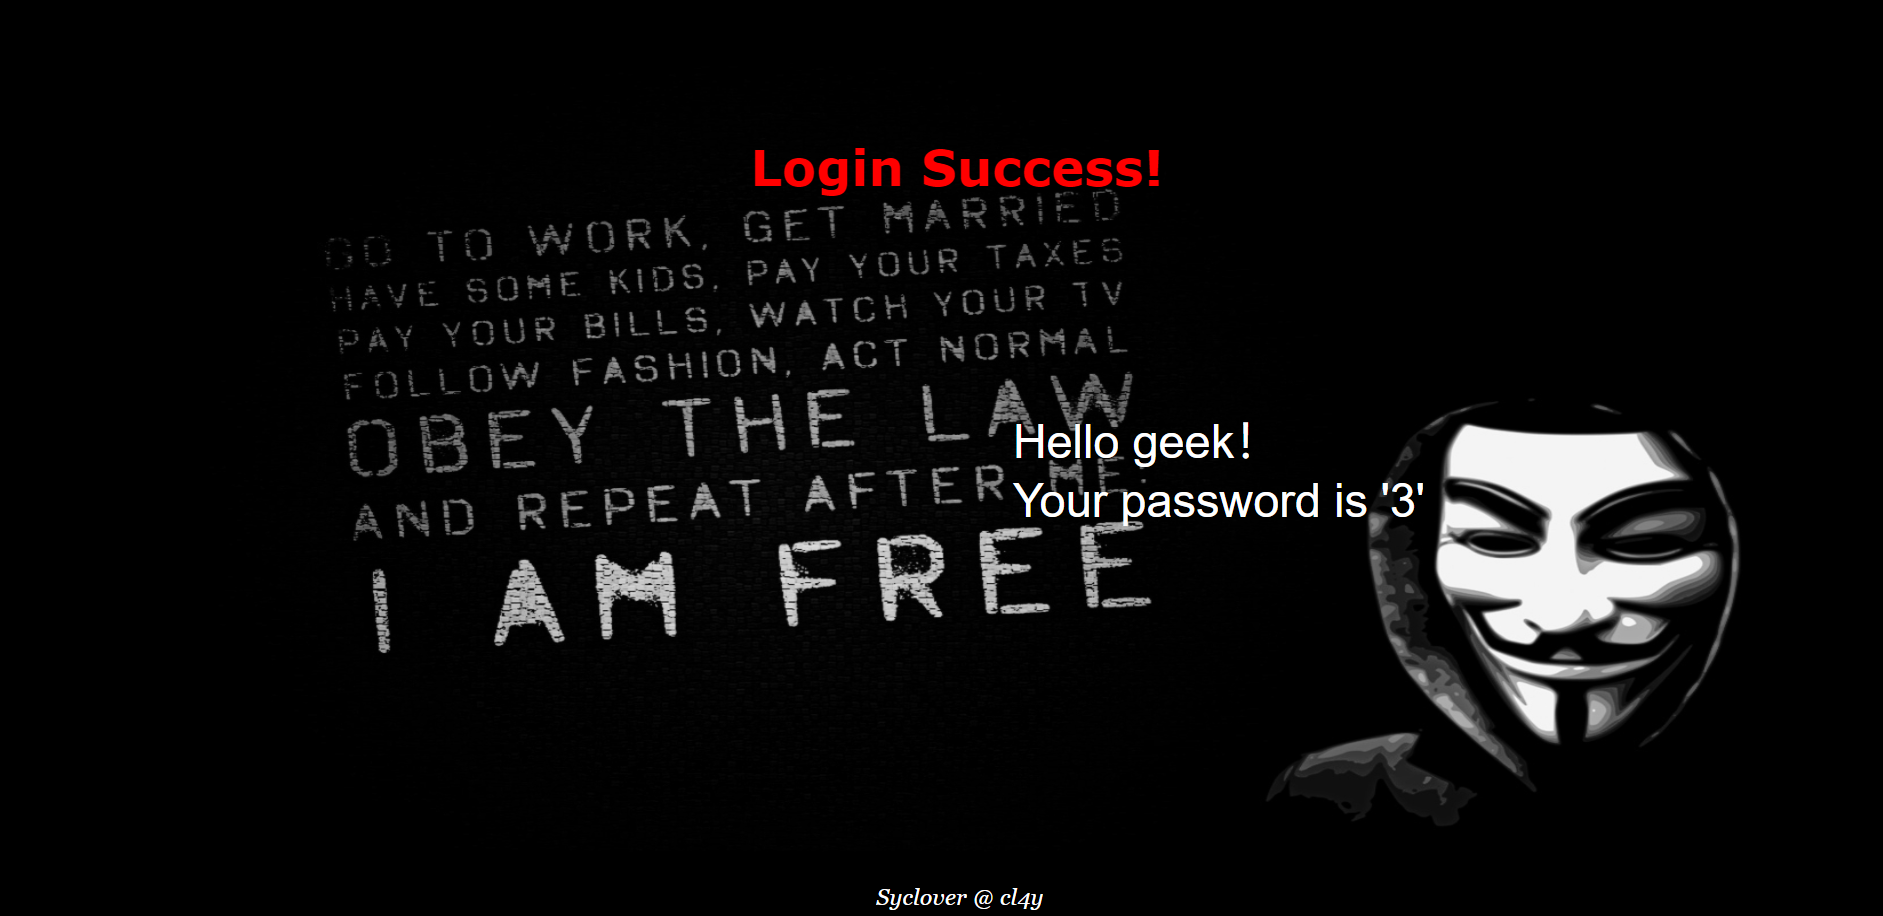 Login Success!
GO TO WORK, GET MARRIED
HAVE SOME KIDS, PAY YOUR TAXES
PAY YOUR BILLS, WATCH YOUR TV
FOLLOW FASHION, ACT NORMAL
OBEY THE LAW
AND REPEAT AFTER ME:
I AM FREE
Hello geek！
Your password is '3'
Syclover @ cl4y